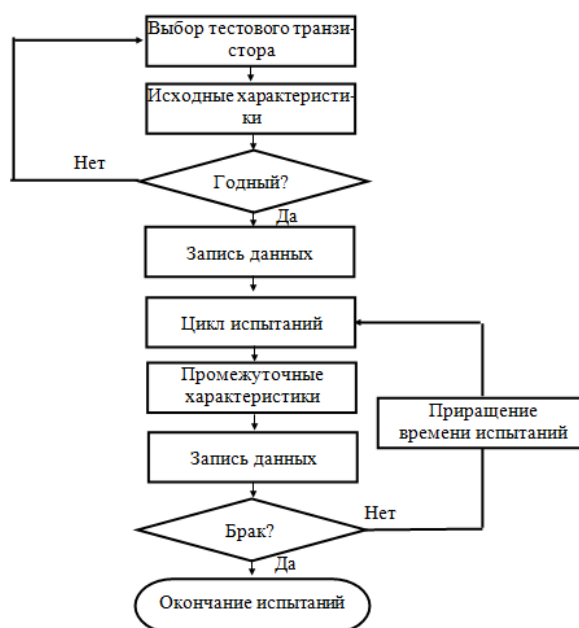 Выбор тестового транзи-
стора
Исходные характеристи-
ки
Нет
Годный?
Да
Запись данных
Цикл испытаний
Промежуточные
характеристики
Приращение
времени испытаний
Запись данных
Нет
Брак?
Да
Окончание испытаний